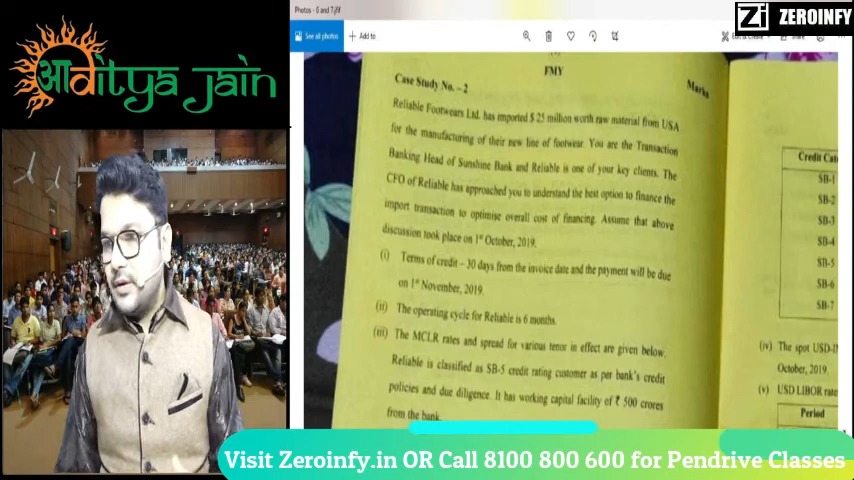 Photos - 6 and 7.jfif
See all photos
Add to
Edit & Create
Share
Zi ZEROINFY
आditya jain
FMY
Marks
Case Study No. – 2
Reliable Footwears Ltd. has imported $ 25 million worth raw material from USA
for the manufacturing of their new line of footwear. You are the Transaction
Banking Head of Sunshine Bank and Reliable is one of your key clients. The
CFO of Reliable has approached you to understand the best option to finance the
import transaction to optimise overall cost of financing. Assume that above
discussion took place on 1st October, 2019.
(i) Terms of credit – 30 days from the invoice date and the payment will be due
on 1st November, 2019.
(ii) The operating cycle for Reliable is 6 months.
(iii) The MCLR rates and spread for various tenor in effect are given below.
Reliable is classified as SB-5 credit rating customer as per bank's credit
policies and due diligence. It has working capital facility of ₹ 500 crores
from the bank.
Credit Cat
SB-1
SB-2
SB-3
SB-4
SB-5
SB-6
SB-7
(iv) The spot USD-IN
October, 2019.
(v) USD LIBOR rate
Period
Visit Zeroinfy.in OR Call 8100 800 600 for Pendrive Classes